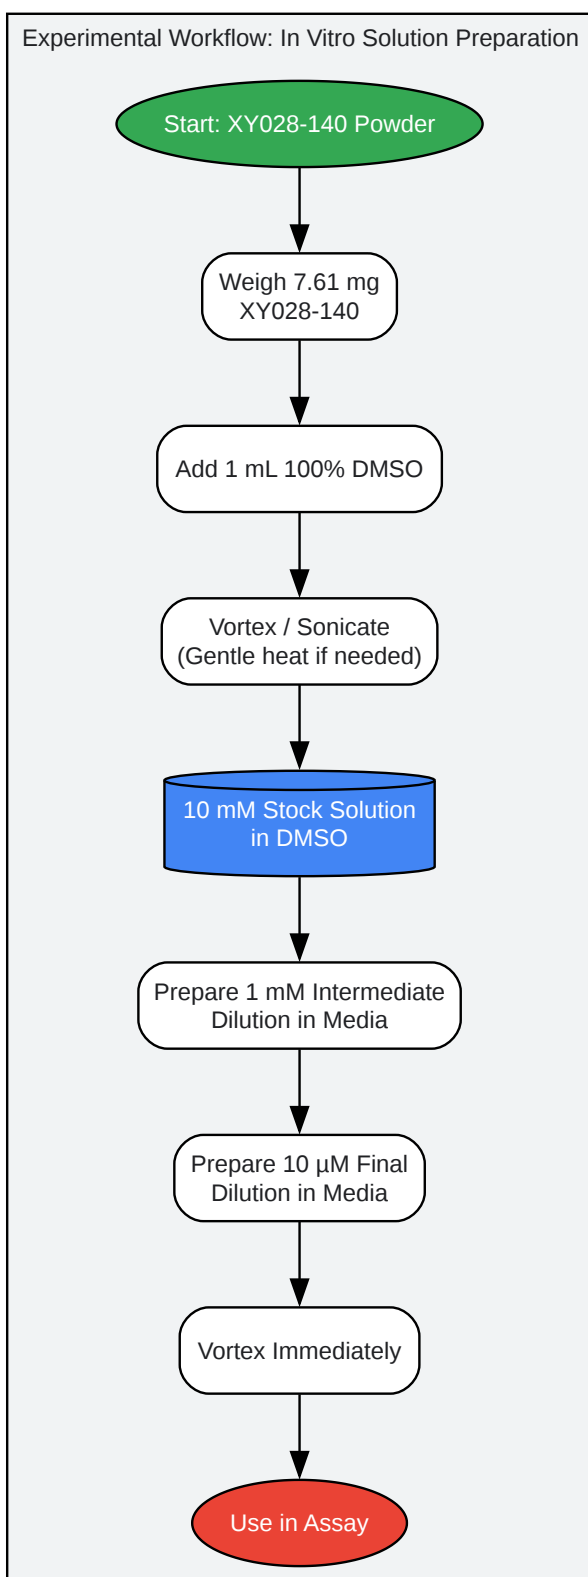 Experimental Workflow: In Vitro Solution Preparation
Start: XY028-140 Powder
Weigh 7.61 mg
XY028-140
Add 1 mL 100% DMSO
Vortex / Sonicate
(Gentle heat if needed)
10 mM Stock Solution
in DMSO
Prepare 1 mM Intermediate
Dilution in Media
Prepare 10 µM Final
Dilution in Media
Vortex Immediately
Use in Assay